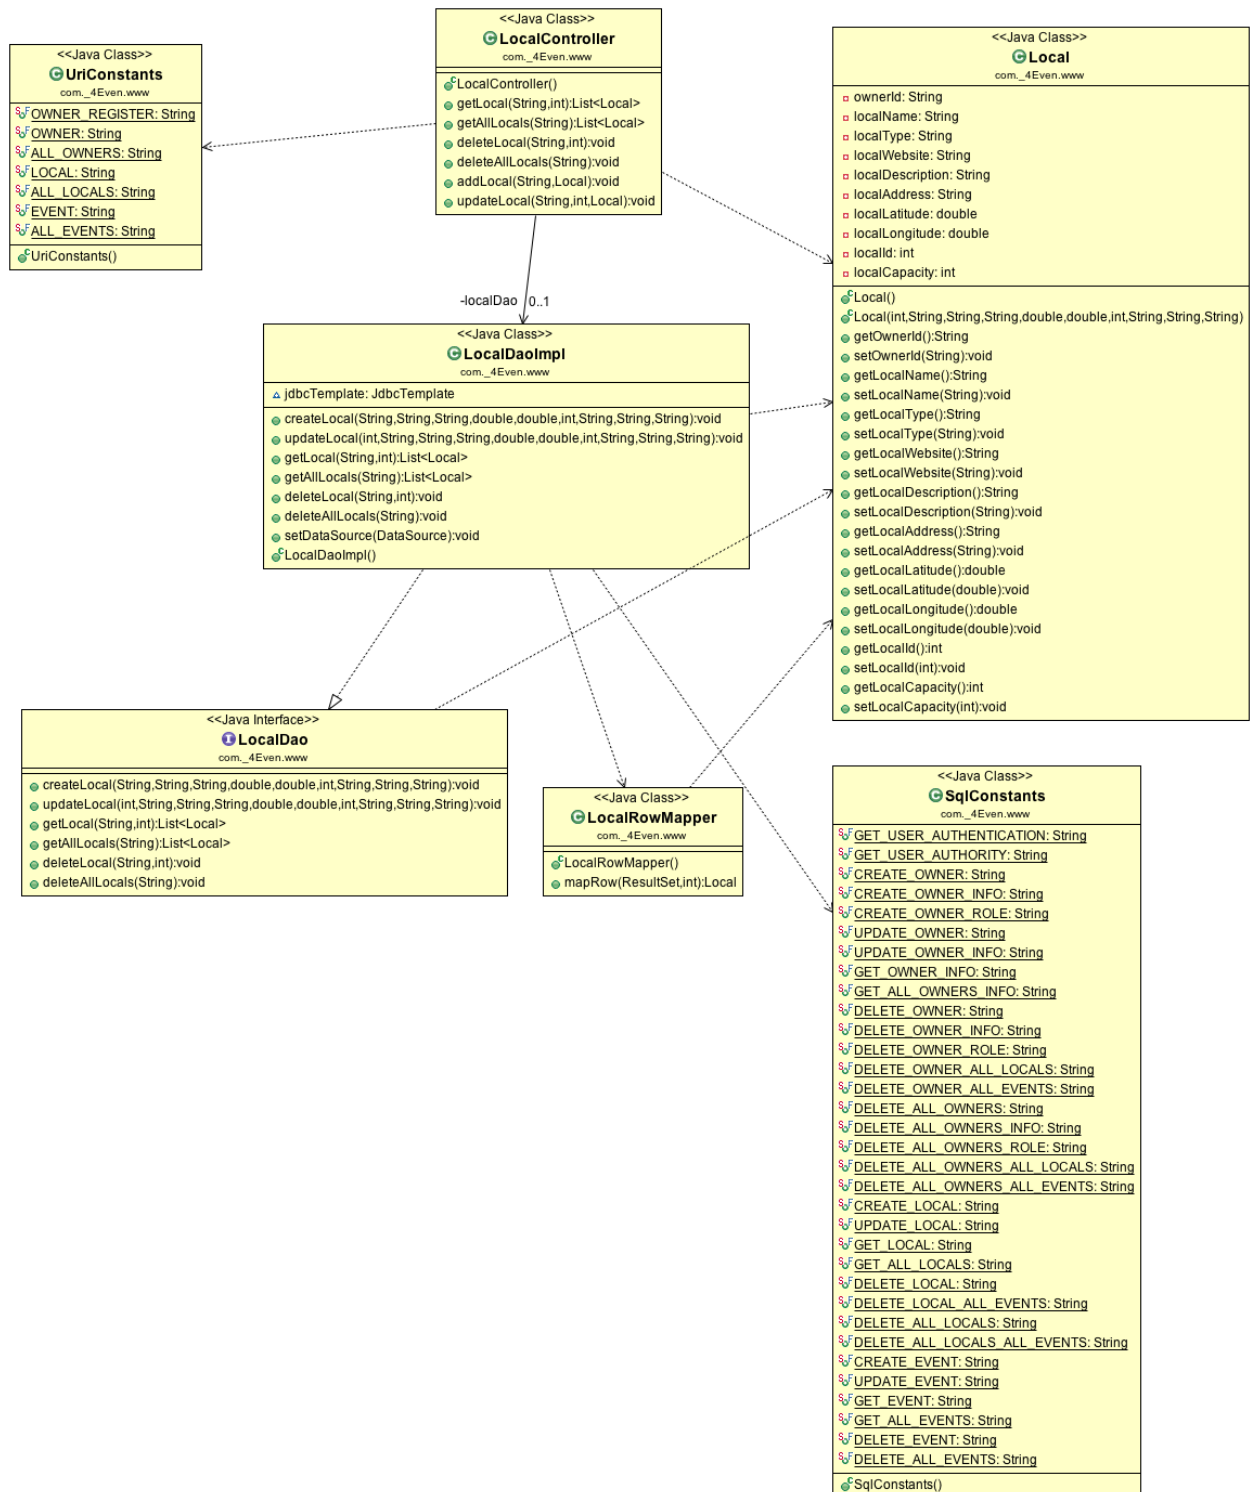 <<Java Class>>
UriConstants
com._4Even.www
OWNER_REGISTER: String
OWNER: String
ALL_OWNERS: String
LOCAL: String
ALL_LOCALS: String
EVENT: String
ALL_EVENTS: String
UriConstants()
<<Java Class>>
LocalController
com._4Even.www
LocalController()
getLocal(String,int):List<Local>
getAllLocals(String):List<Local>
deleteLocal(String,int):void
deleteAllLocals(String):void
addLocal(String,Local):void
updateLocal(String,int,Local):void
<<Java Class>>
Local
com._4Even.www
ownerId: String
localName: String
localType: String
localWebsite: String
localDescription: String
localAddress: String
localLatitude: double
localLongitude: double
localId: int
localCapacity: int
Local()
Local(int,String,String,String,double,double,int,String,String,String)
getOwnerId():String
setOwnerId(String):void
getLocalName():String
setLocalName(String):void
getLocalType():String
setLocalType(String):void
getLocalWebsite():String
setLocalWebsite(String):void
getLocalDescription():String
setLocalDescription(String):void
getLocalAddress():String
setLocalAddress(String):void
getLocalLatitude():double
setLocalLatitude(double):void
getLocalLongitude():double
setLocalLongitude(double):void
getLocalId():int
setLocalId(int):void
getLocalCapacity():int
setLocalCapacity(int):void
-localDao 0..1
<<Java Class>>
LocalDaoImpl
com._4Even.www
jdbcTemplate: JdbcTemplate
createLocal(String,String,String,double,double,int,String,String,String):void
updateLocal(int,String,String,String,double,double,int,String,String,String):void
getLocal(String,int):List<Local>
getAllLocals(String):List<Local>
deleteLocal(String,int):void
deleteAllLocals(String):void
setDataSource(DataSource):void
LocalDaoImpl()
<<Java Interface>>
LocalDao
com._4Even.www
createLocal(String,String,String,double,double,int,String,String,String):void
updateLocal(int,String,String,String,double,double,int,String,String,String):void
getLocal(String,int):List<Local>
getAllLocals(String):List<Local>
deleteLocal(String,int):void
deleteAllLocals(String):void
<<Java Class>>
LocalRowMapper
com._4Even.www
LocalRowMapper()
mapRow(ResultSet,int):Local
<<Java Class>>
SqlConstants
com._4Even.www
GET_USER_AUTHENTICATION: String
GET_USER_AUTHORITY: String
CREATE_OWNER: String
CREATE_OWNER_INFO: String
CREATE_OWNER_ROLE: String
UPDATE_OWNER: String
UPDATE_OWNER_INFO: String
GET_OWNER_INFO: String
GET_ALL_OWNERS_INFO: String
DELETE_OWNER: String
DELETE_OWNER_INFO: String
DELETE_OWNER_ROLE: String
DELETE_OWNER_ALL_LOCALS: String
DELETE_OWNER_ALL_EVENTS: String
DELETE_ALL_OWNERS: String
DELETE_ALL_OWNERS_INFO: String
DELETE_ALL_OWNERS_ROLE: String
DELETE_ALL_OWNERS_ALL_LOCALS: String
DELETE_ALL_OWNERS_ALL_EVENTS: String
CREATE_LOCAL: String
UPDATE_LOCAL: String
GET_LOCAL: String
GET_ALL_LOCALS: String
DELETE_LOCAL: String
DELETE_LOCAL_ALL_EVENTS: String
DELETE_ALL_LOCALS: String
DELETE_ALL_LOCALS_ALL_EVENTS: String
CREATE_EVENT: String
UPDATE_EVENT: String
GET_EVENT: String
GET_ALL_EVENTS: String
DELETE_EVENT: String
DELETE_ALL_EVENTS: String
SqlConstants()